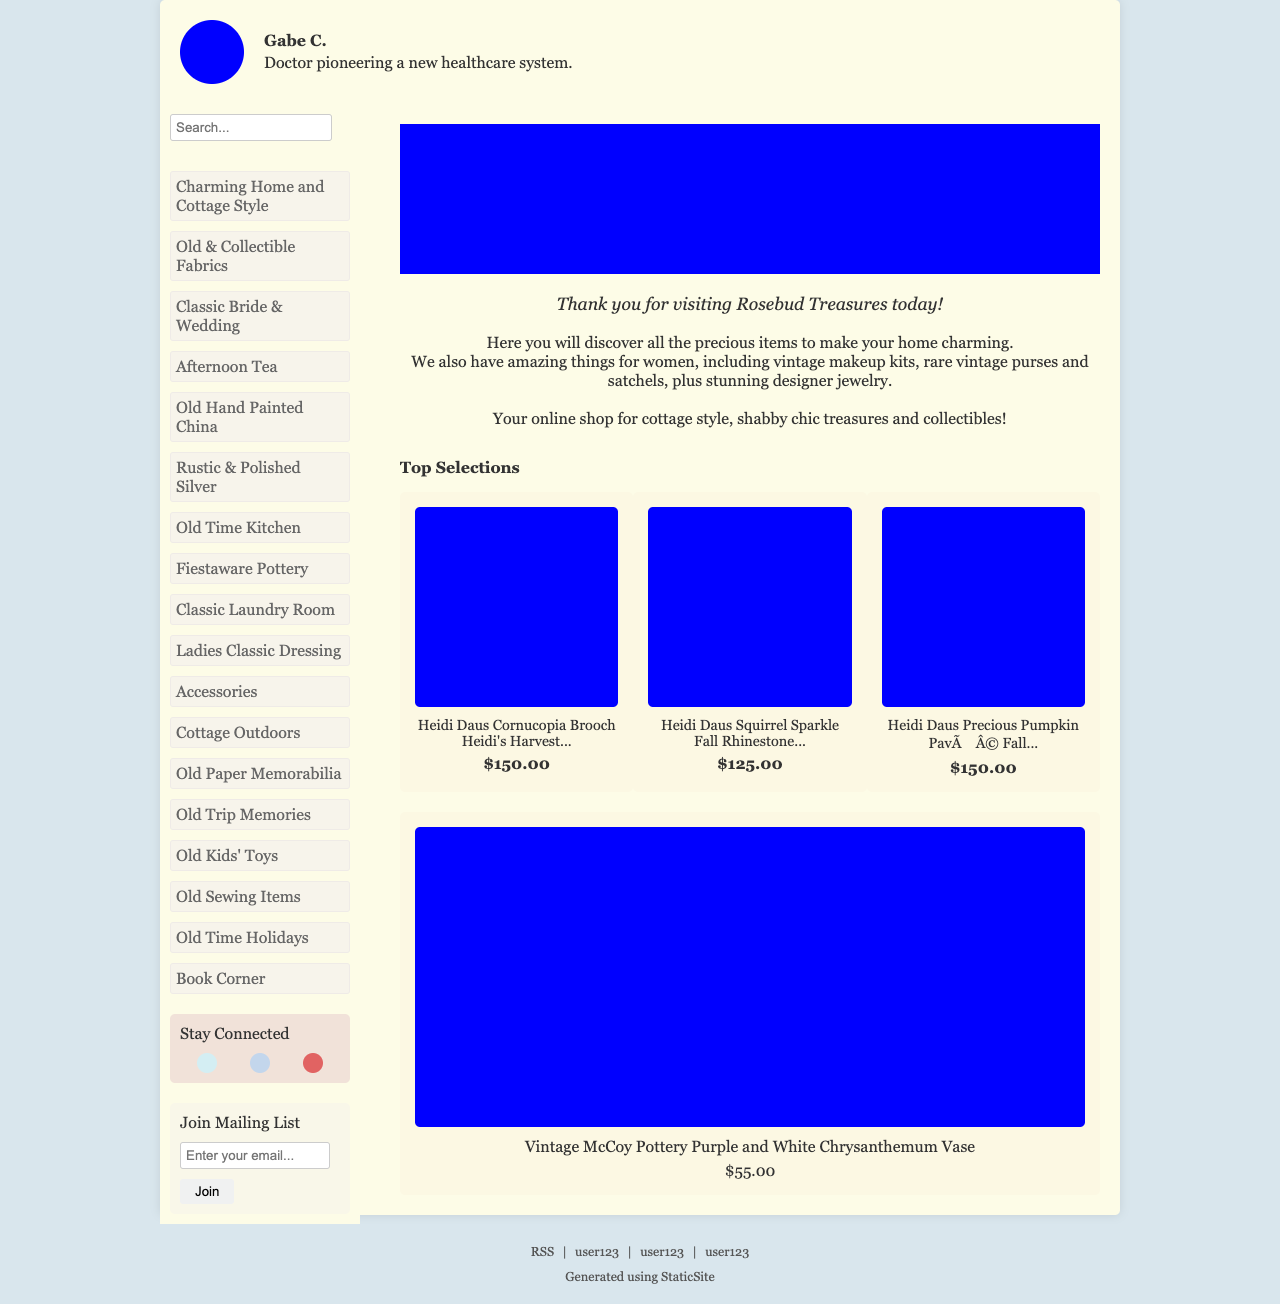 Gabe C.
Doctor pioneering a new healthcare system.
Search...
Charming Home and
Cottage Style
Old & Collectible
Fabrics
Classic Bride &
Wedding
Afternoon Tea
Old Hand Painted
China
Rustic & Polished
Silver
Old Time Kitchen
Fiestaware Pottery
Classic Laundry Room
Ladies Classic Dressing
Accessories
Cottage Outdoors
Old Paper Memorabilia
Old Trip Memories
Old Kids' Toys
Old Sewing Items
Old Time Holidays
Book Corner
Stay Connected
Join Mailing List
Enter your email...
Join
Thank you for visiting Rosebud Treasures today!
Here you will discover all the precious items to make your home charming.
We also have amazing things for women, including vintage makeup kits, rare vintage purses and
satchels, plus stunning designer jewelry.
Your online shop for cottage style, shabby chic treasures and collectibles!
Top Selections
Heidi Daus Cornucopia Brooch
Heidi's Harvest...
$150.00
Heidi Daus Squirrel Sparkle
Fall Rhinestone...
$125.00
Heidi Daus Precious Pumpkin
PavÃ Â© Fall...
$150.00
Vintage McCoy Pottery Purple and White Chrysanthemum Vase
$55.00
RSS | user123 | user123 | user123
Generated using StaticSite